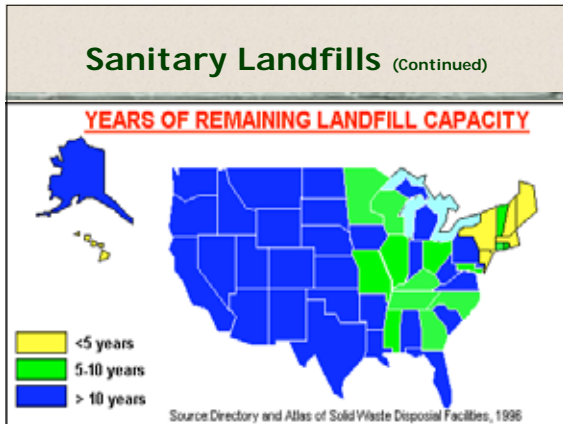 Sanitary Landfills (Continued)
YEARS OF REMAINING LANDFILL CAPACITY
<5 years
5-10 years
> 10 years
Source:Directory and Atlas of Solid Waste Disposal Facilities, 1996